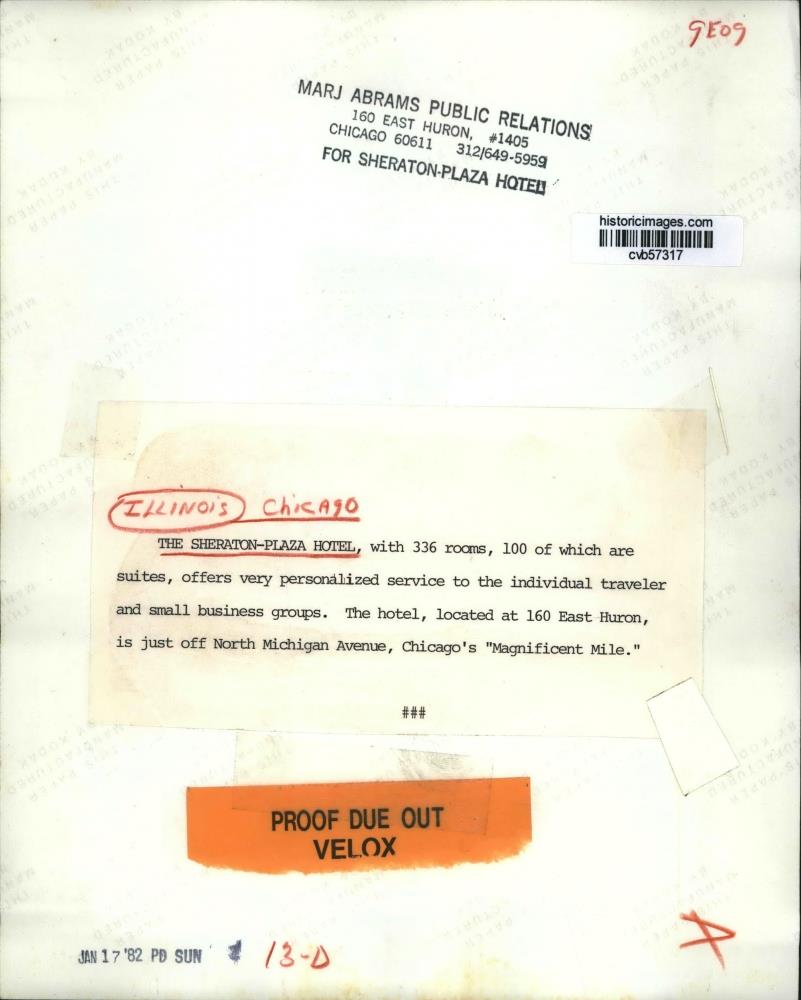 9E09
MARJ ABRAMS PUBLIC RELATIONS
160 EAST HURON, #1405
CHICAGO 60611 312/649-5959
FOR SHERATON-PLAZA HOTEL
historicimages.com
cvb57317
ILLINOIS Chicago
THE SHERATON-PLAZA HOTEL, with 336 rooms, 100 of which are
suites, offers very personalized service to the individual traveler
and small business groups. The hotel, located at 160 East Huron,
is just off North Michigan Avenue, Chicago's "Magnificent Mile."
###
PROOF DUE OUT
VELOX
JAN 17 '82 PD SUN 13-D